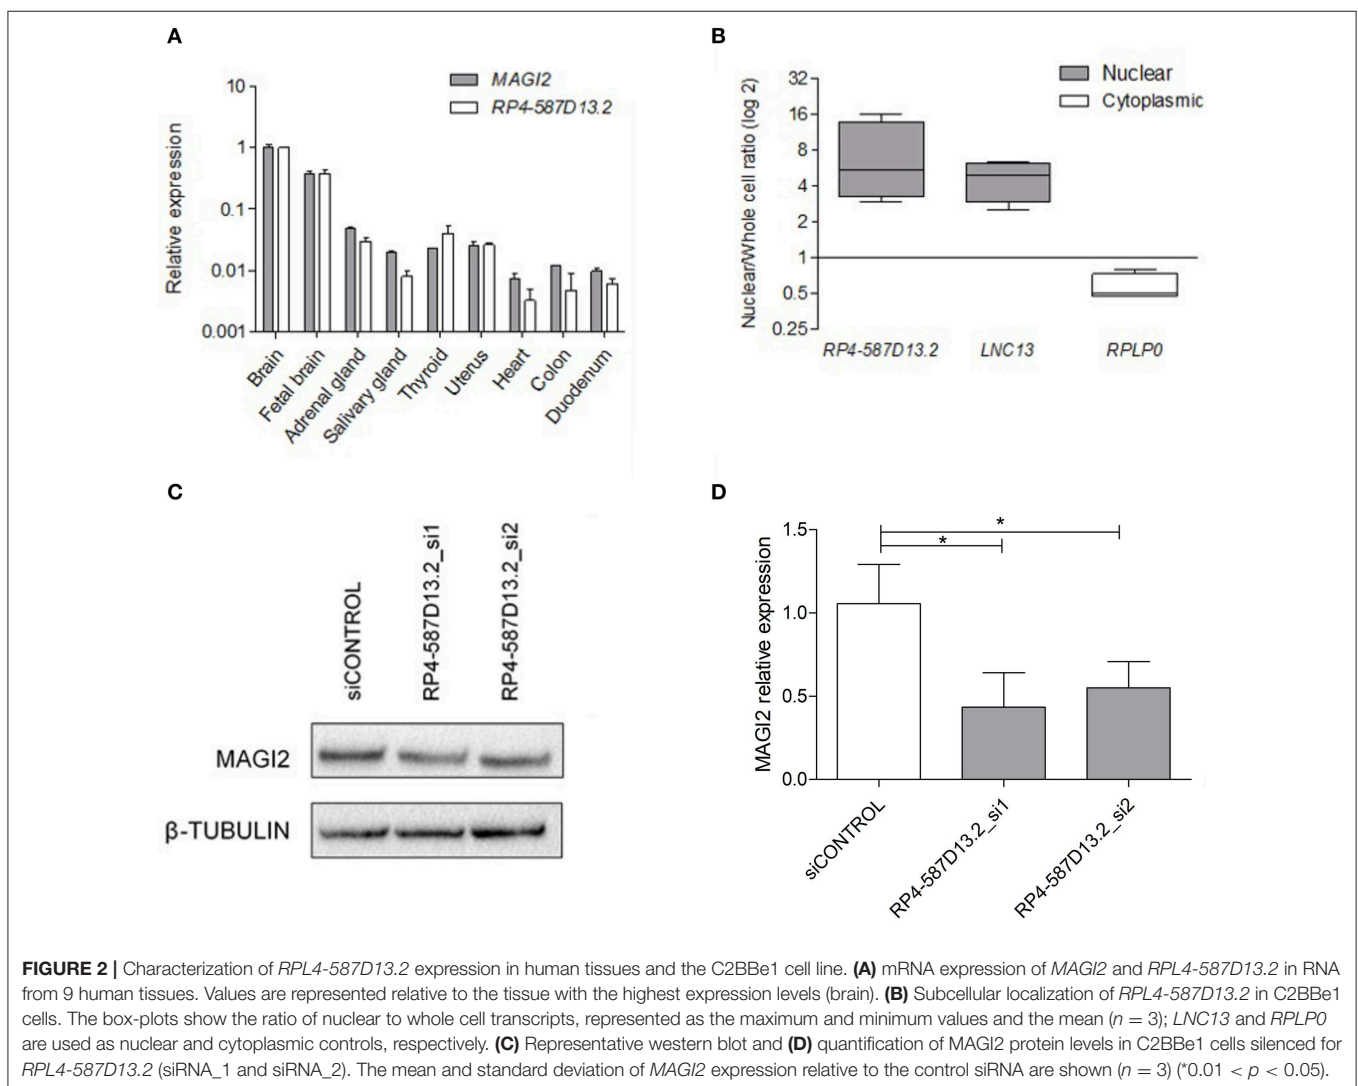 A
MAGI2
RP4-587D13.2
Relative expression
10
1
0.1
0.01
0.001
Brain
Fetal brain
Adrenal gland
Salivary gland
Thyroid
Uterus
Heart
Colon
Duodenum
B
Nuclear
Cytoplasmic
Nuclear/Whole cell ratio (log 2)
32
16
8
4
2
1
0.5
0.25
RP4-587D13.2
LNC13
RPLP0
C
siCONTROL
RP4-587D13.2_si1
RP4-587D13.2_si2
MAGI2
β-TUBULIN
D
MAGI2 relative expression
1.5
1.0
0.5
0.0
*
*
siCONTROL
RP4-587D13.2_si1
RP4-587D13.2_si2
FIGURE 2 | Characterization of RPL4-587D13.2 expression in human tissues and the C2BBe1 cell line. (A) mRNA expression of MAGI2 and RPL4-587D13.2 in RNA
from 9 human tissues. Values are represented relative to the tissue with the highest expression levels (brain). (B) Subcellular localization of RPL4-587D13.2 in C2BBe1
cells. The box-plots show the ratio of nuclear to whole cell transcripts, represented as the maximum and minimum values and the mean (n = 3); LNC13 and RPLP0
are used as nuclear and cytoplasmic controls, respectively. (C) Representative western blot and (D) quantification of MAGI2 protein levels in C2BBe1 cells silenced for
RPL4-587D13.2 (siRNA_1 and siRNA_2). The mean and standard deviation of MAGI2 expression relative to the control siRNA are shown (n = 3) (*0.01 < p < 0.05).